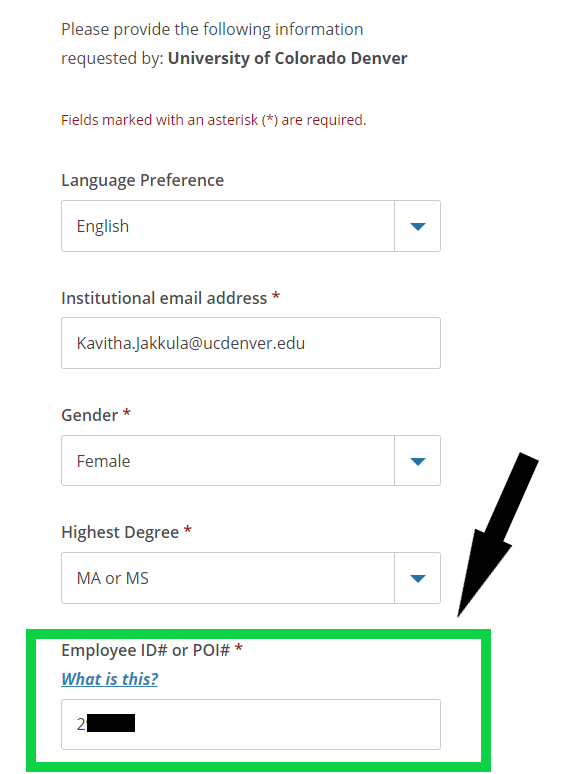 Please provide the following information
requested by: University of Colorado Denver
Fields marked with an asterisk (*) are required.
Language Preference
English
Institutional email address *
Kavitha.Jakkula@ucdenver.edu
Gender *
Female
Highest Degree *
MA or MS
Employee ID# or POI# *
What is this?
2